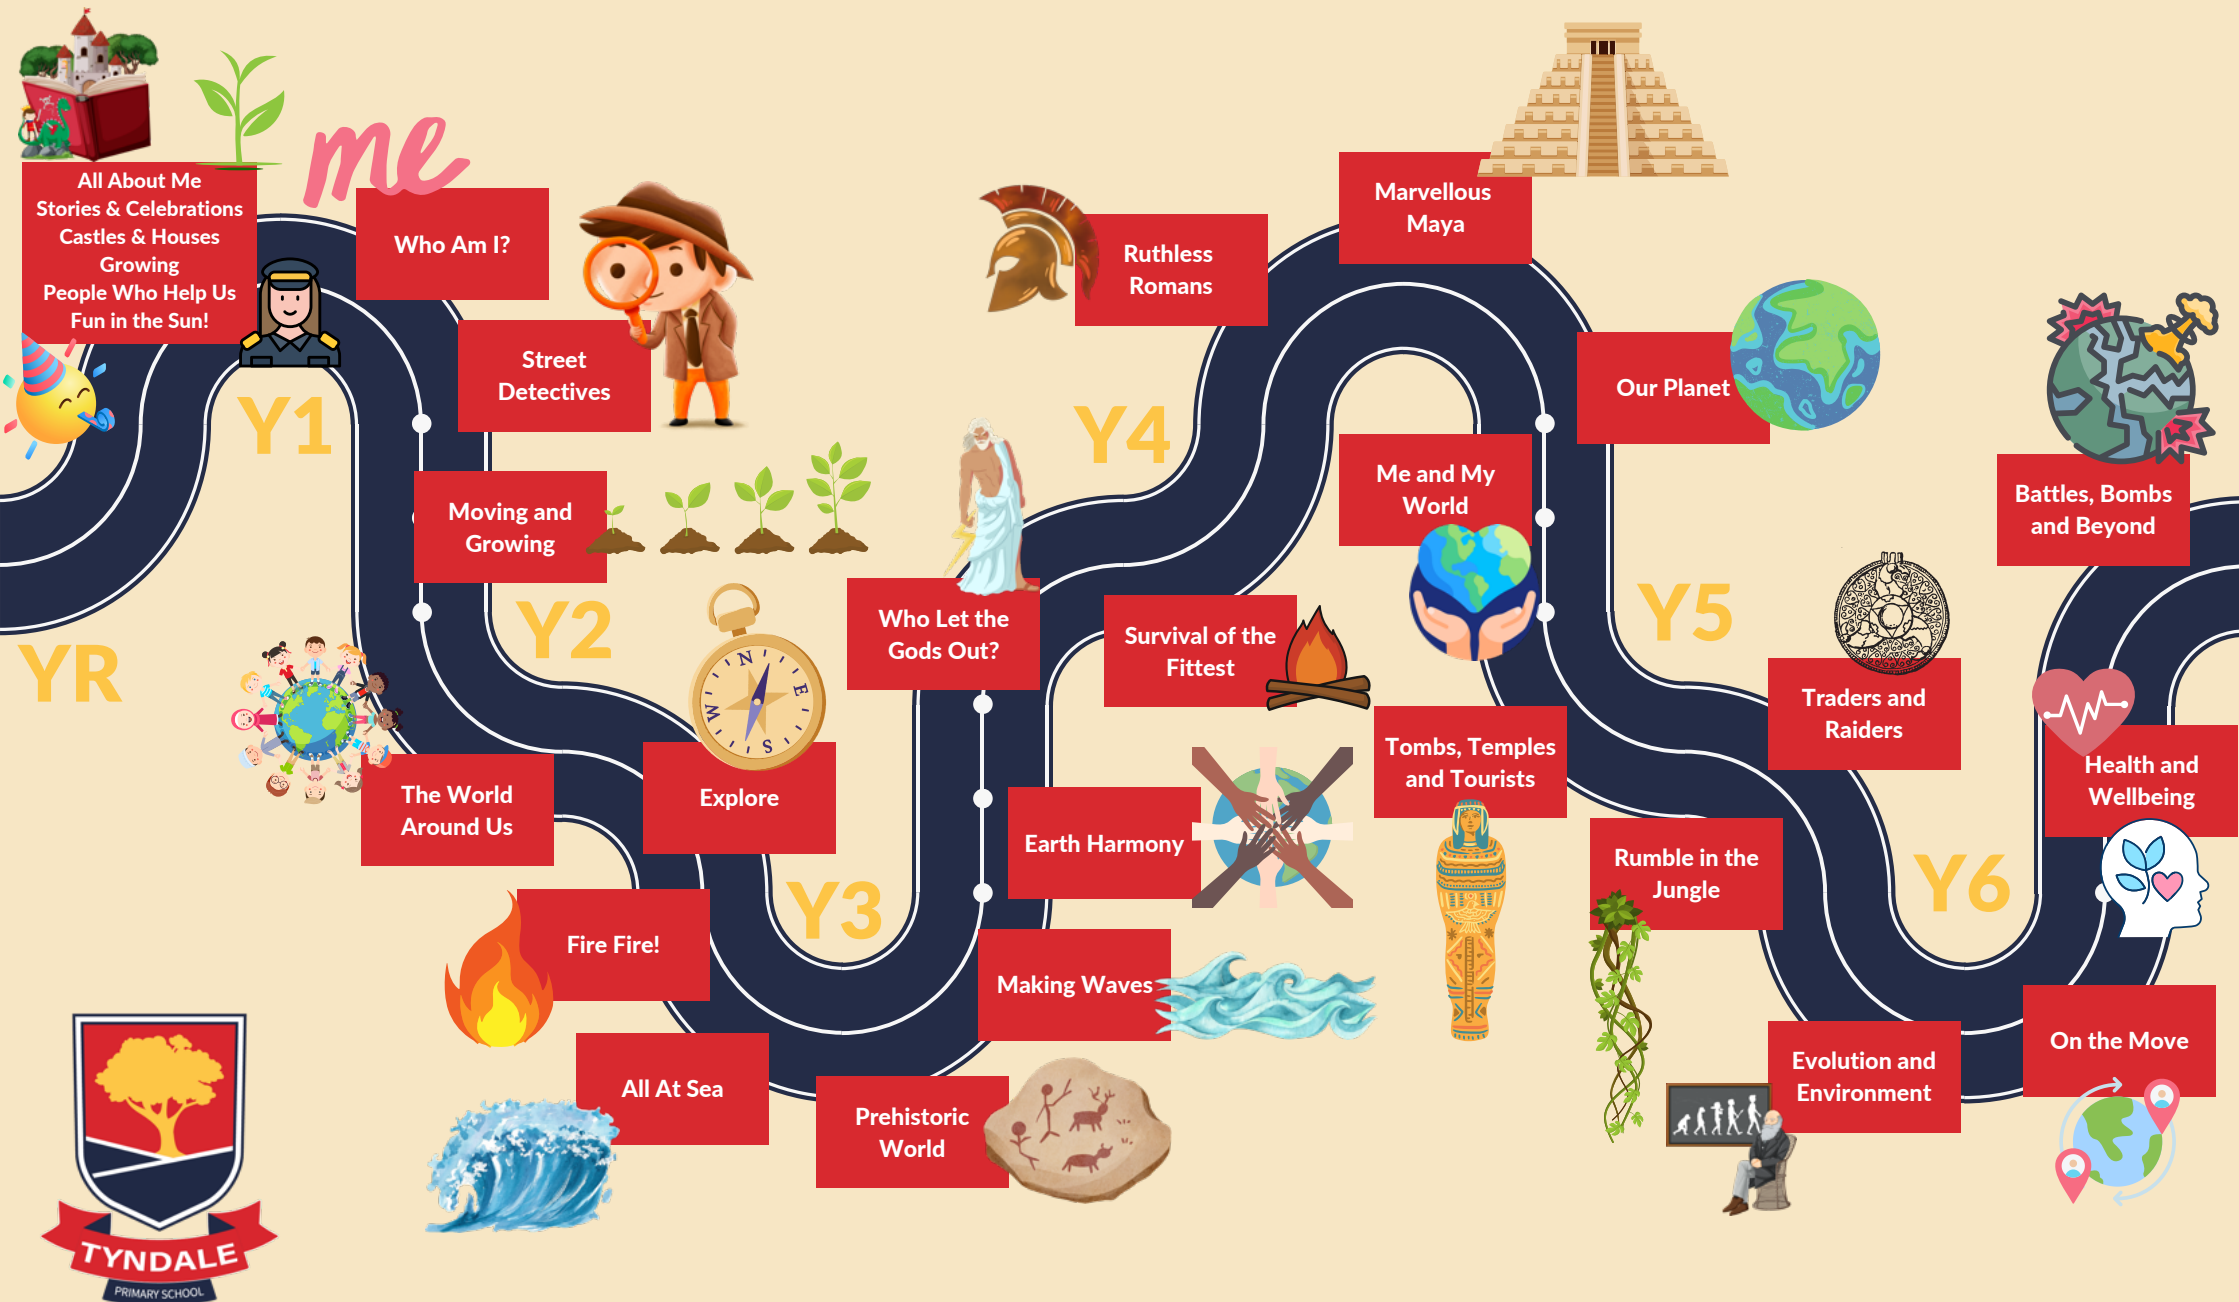 All About Me
Stories & Celebrations
Castles & Houses
Growing
People Who Help Us
Fun in the Sun!
YR
me
Who Am I?
Street
Detectives
Y1
Moving and
Growing
The World
Around Us
Y2
Explore
N
E
S
W
Fire Fire!
All At Sea
Y3
Prehistoric
World
Making Waves
Earth Harmony
Who Let the
Gods Out?
Survival of the
Fittest
Y4
Ruthless
Romans
Marvellous
Maya
Our Planet
Me and My
World
Tombs, Temples
and Tourists
Y5
Rumble in the
Jungle
Traders and
Raiders
Evolution and
Environment
Y6
On the Move
Health and
Wellbeing
Battles, Bombs
and Beyond
TYNDALE
PRIMARY SCHOOL